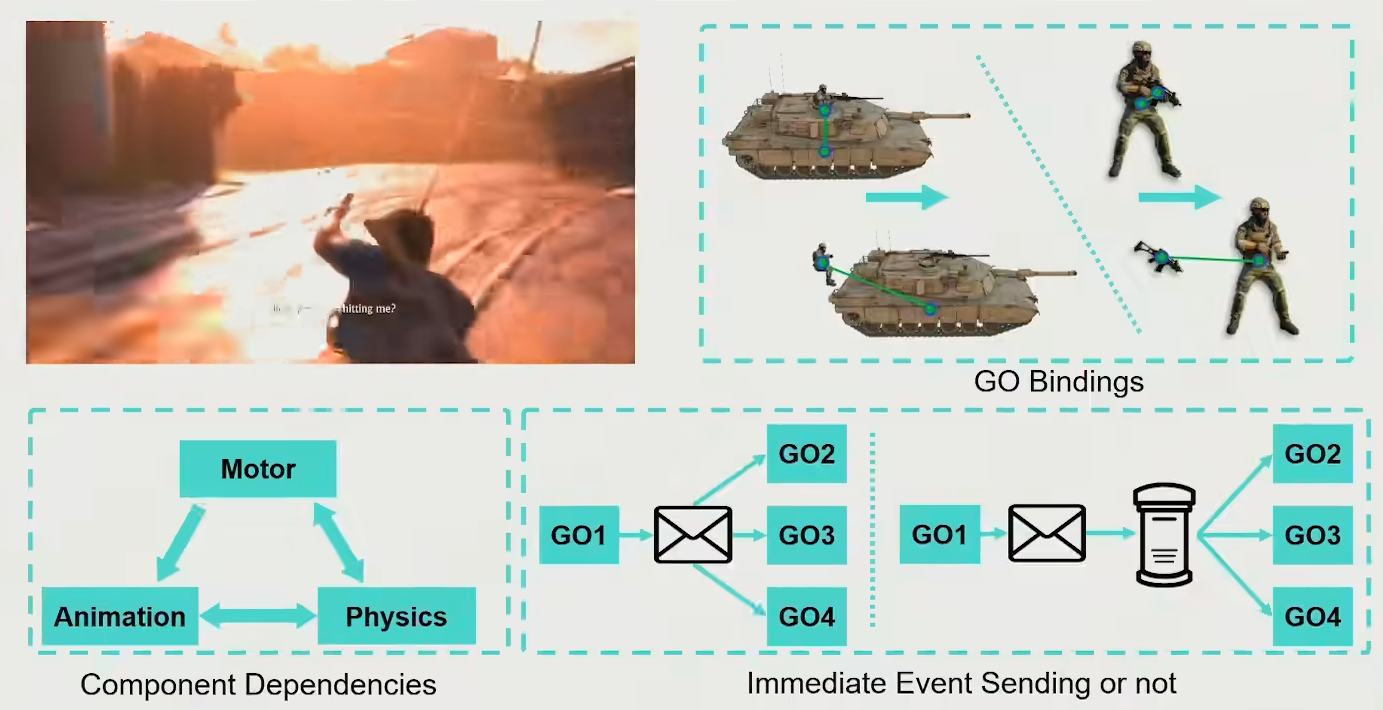 hitting me?
GO Bindings
Motor
Animation
Physics
Component Dependencies
GO1
GO2
GO3
GO4
GO1
GO2
GO3
GO4
Immediate Event Sending or not